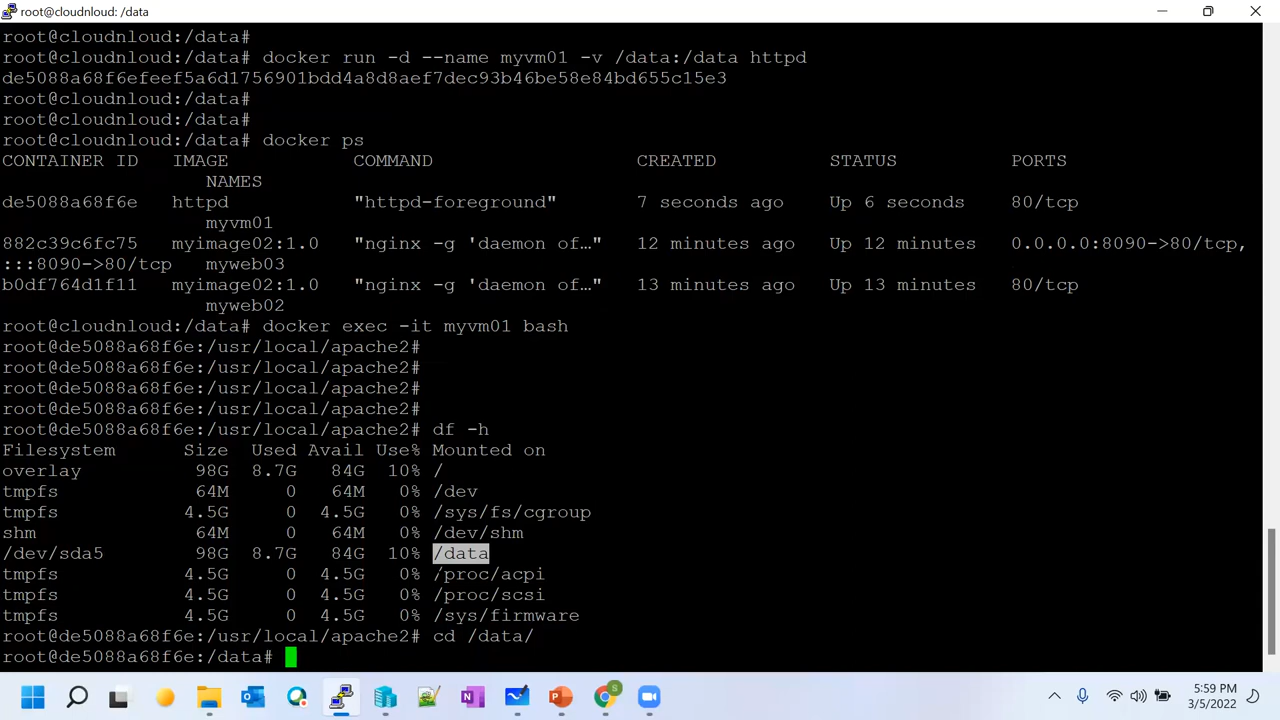 root@cloudnloud: /data
root@cloudnloud:/data#
root@cloudnloud:/data# docker run -d --name myvm01 -v /data:/data httpd
de5088a68f6efeef5a6d1756901bdd4a8d8aef7dec93b46be58e84bd655c15e3
root@cloudnloud:/data#
root@cloudnloud:/data#
root@cloudnloud:/data# docker ps
CONTAINER ID   IMAGE           COMMAND                  CREATED          STATUS          PORTS
NAMES
de5088a68f6e   httpd           "httpd-foreground"       7 seconds ago    Up 6 seconds    80/tcp
myvm01
882c39c6fc75   myimage02:1.0   "nginx -g 'daemon of…"   12 minutes ago   Up 12 minutes   0.0.0.0:8090->80/tcp,
:::8090->80/tcp   myweb03
b0df764d1f11   myimage02:1.0   "nginx -g 'daemon of…"   13 minutes ago   Up 13 minutes   80/tcp
myweb02
root@cloudnloud:/data# docker exec -it myvm01 bash
root@de5088a68f6e:/usr/local/apache2#
root@de5088a68f6e:/usr/local/apache2#
root@de5088a68f6e:/usr/local/apache2#
root@de5088a68f6e:/usr/local/apache2#
root@de5088a68f6e:/usr/local/apache2# df -h
Filesystem      Size  Used Avail Use% Mounted on
overlay          98G  8.7G   84G  10% /
tmpfs            64M     0   64M   0% /dev
tmpfs           4.5G     0  4.5G   0% /sys/fs/cgroup
shm              64M     0   64M   0% /dev/shm
/dev/sda5        98G  8.7G   84G  10% /data
tmpfs           4.5G     0  4.5G   0% /proc/acpi
tmpfs           4.5G     0  4.5G   0% /proc/scsi
tmpfs           4.5G     0  4.5G   0% /sys/firmware
root@de5088a68f6e:/usr/local/apache2# cd /data/
root@de5088a68f6e:/data#
5:59 PM
3/5/2022